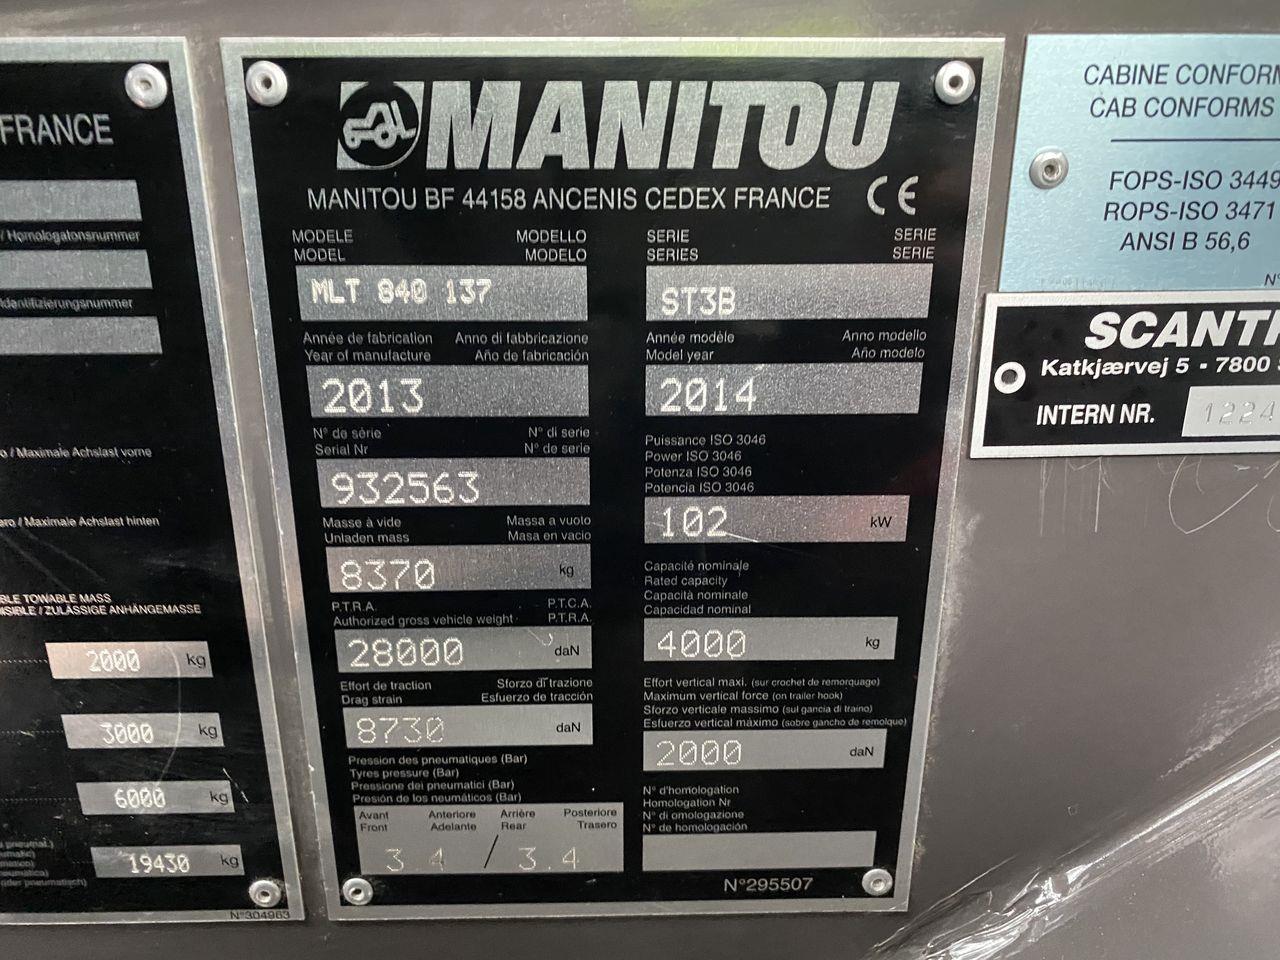 FRANCE
/ Homologatonsnummer
Identifizierungsnummer
/ Maximale Achslast vorne
/ Maximale Achslast hinten
TOWABLE MASS
/ ZULÄSSIGE ANHÄNGEMASSE
2000 kg
3000 kg
6000 kg
19430 kg
N°304963
MANITOU
MANITOU BF 44158 ANCENIS CEDEX FRANCE CE
MODELE MODELLO
MODEL MODELO
MLT 840 137
Année de fabrication Anno di fabbricazione
Year of manufacture Año de fabricación
2013
N° de série N° di serie
Serial Nr N° de serie
932563
Masse à vide Massa a vuoto
Unladen mass Masa en vacio
8370 kg
P.T.R.A. P.T.C.A.
Authorized gross vehicle weight P.T.R.A.
28000 daN
Effort de traction Sforzo di trazione
Drag strain Esfuerzo de tracción
8730 daN
Pression des pneumatiques (Bar)
Tyres pressure (Bar)
Pressione dei pneumatici (Bar)
Presión de los neumáticos (Bar)
Avant Anteriore Arrière Posteriore
Front Adelante Rear Trasero
3.4 / 3.4
SERIE SERIE
SERIES SERIE
ST3B
Année modèle Anno modello
Model year Año modelo
2014
Puissance ISO 3046
Power ISO 3046
Potenza ISO 3046
Potencia ISO 3046
102 kW
Capacité nominale
Rated capacity
Capacità nominale
Capacidad nominal
4000 kg
Effort vertical maxi. (sur crochet de remorquage)
Maximum vertical force (on trailer hook)
Sforzo verticale massimo (sul gancia di traino)
Esfuerzo vertical máximo (sobre gancho de remolque)
2000 daN
N° d'homologation
Homologation Nr
N° di omologazione
N° de homologación
N°295507
CABINE CONFORM
CAB CONFORMS
FOPS-ISO 3449
ROPS-ISO 3471
ANSI B 56,6
N°
SCANTI
Katkjærvej 5 - 7800
INTERN NR. 1224